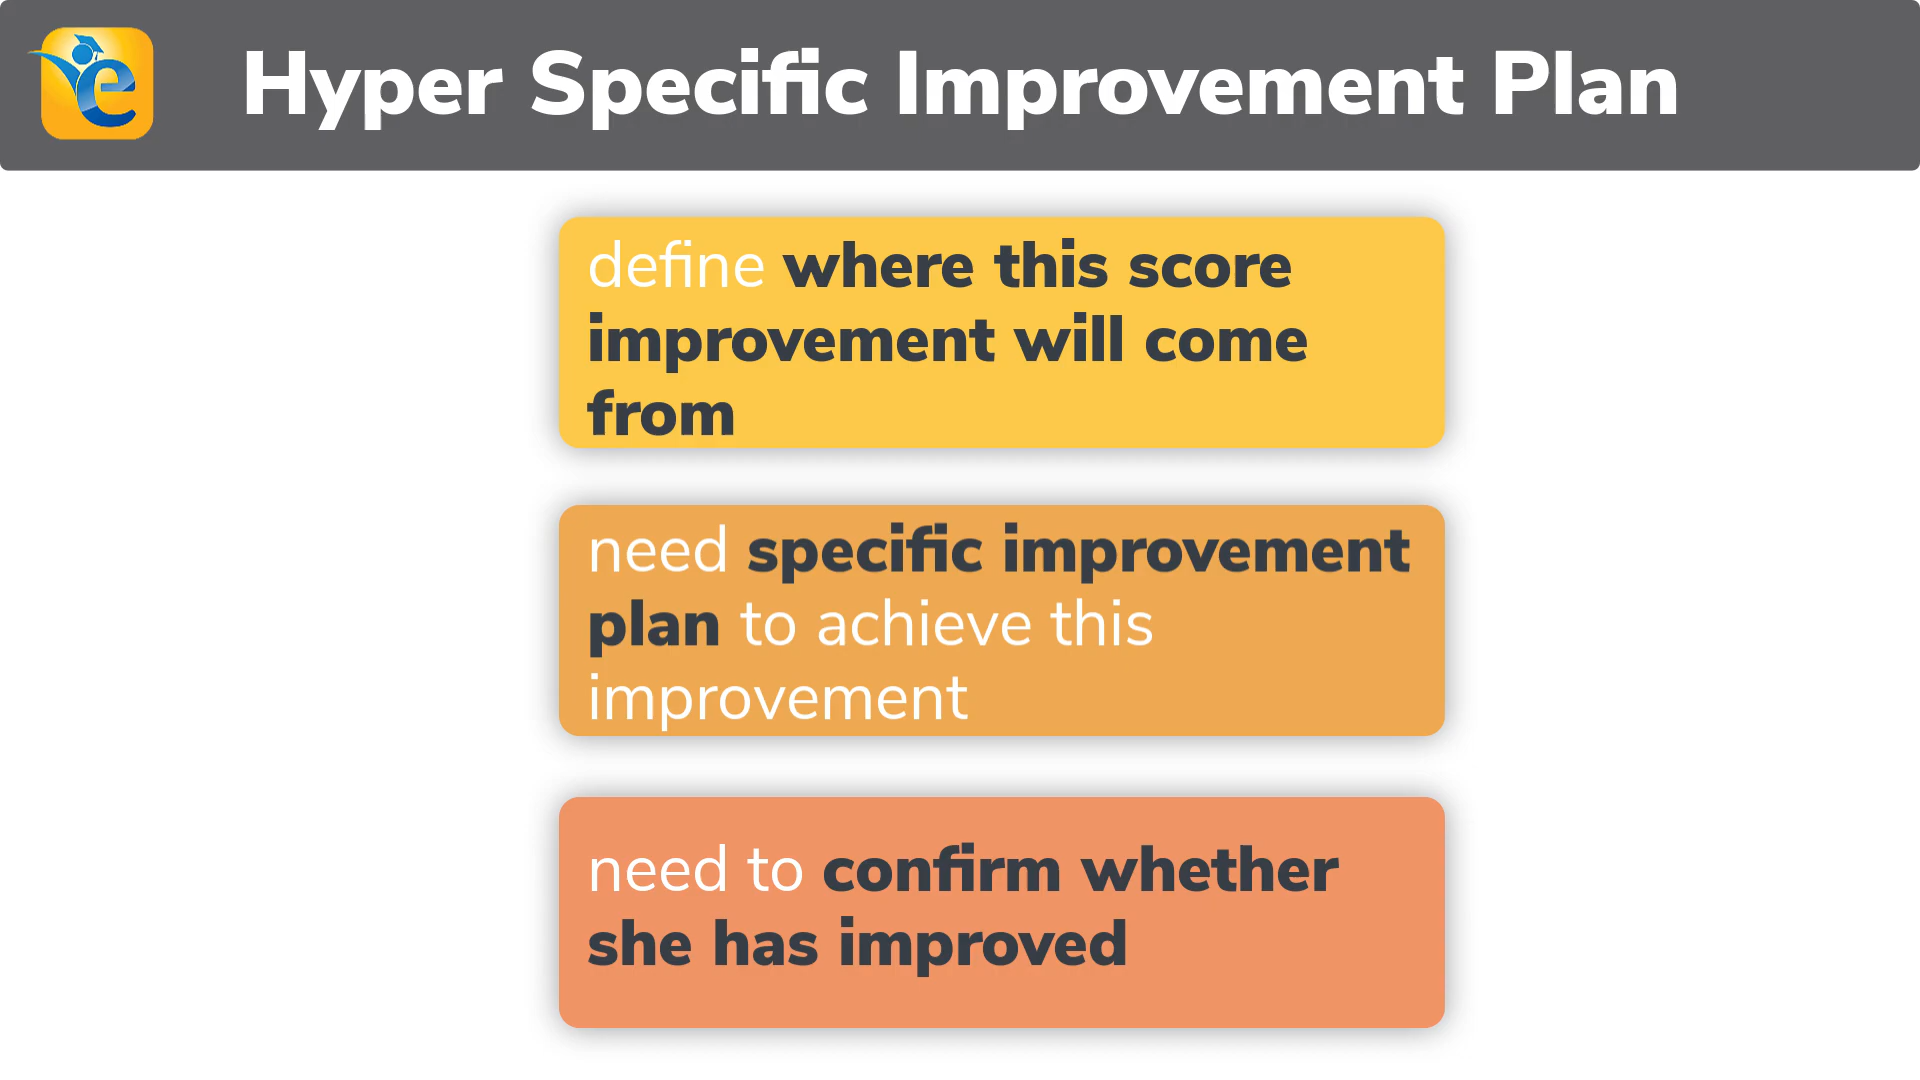 Hyper Specific Improvement Plan
define where this score
improvement will come
from
need specific improvement
plan to achieve this
improvement
need to confirm whether
she has improved